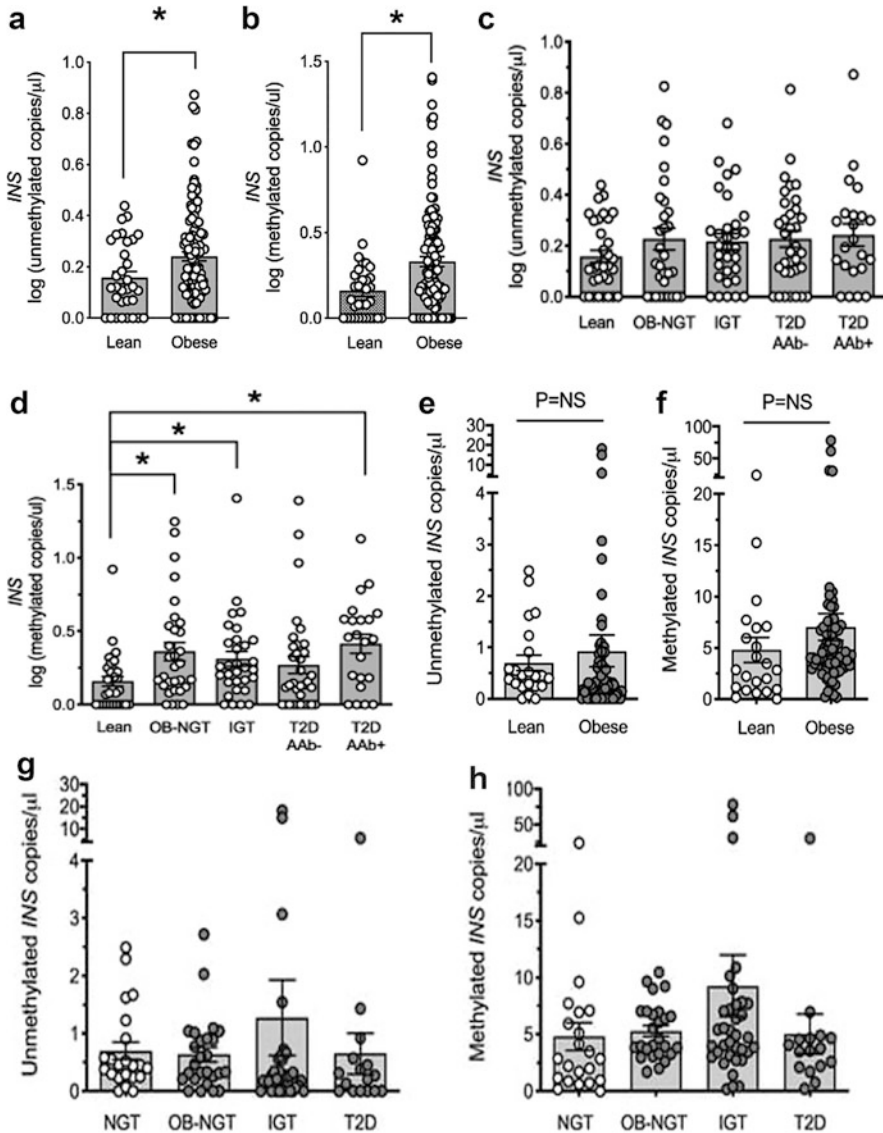 a
*
INS
log (unmethylated copies/µl)
1.0
0.8
0.6
0.4
0.2
0.0
Lean Obese
b
*
INS
log (methylated copies/ul)
1.5
1.0
0.5
0.0
Lean Obese
c
INS
log (unmethylated copies/µl)
1.0
0.8
0.6
0.4
0.2
0.0
Lean OB-NGT IGT T2D T2D
AAb- AAb+
d
*
*
*
INS
log (methylated copies/ul)
1.5
1.0
0.5
0.0
Lean OB-NGT IGT T2D T2D
AAb- AAb+
e
P=NS
Unmethylated INS copies/µl
30
20
10
4
3
2
1
0
Lean Obese
f
P=NS
Methylated INS copies/µl
100
75
50
20
15
10
5
0
Lean Obese
g
Unmethylated INS copies/µl
30
20
10
4
3
2
1
0
NGT OB-NGT IGT T2D
h
Methylated INS copies/µl
100
75
50
20
15
10
5
0
NGT OB-NGT IGT T2D